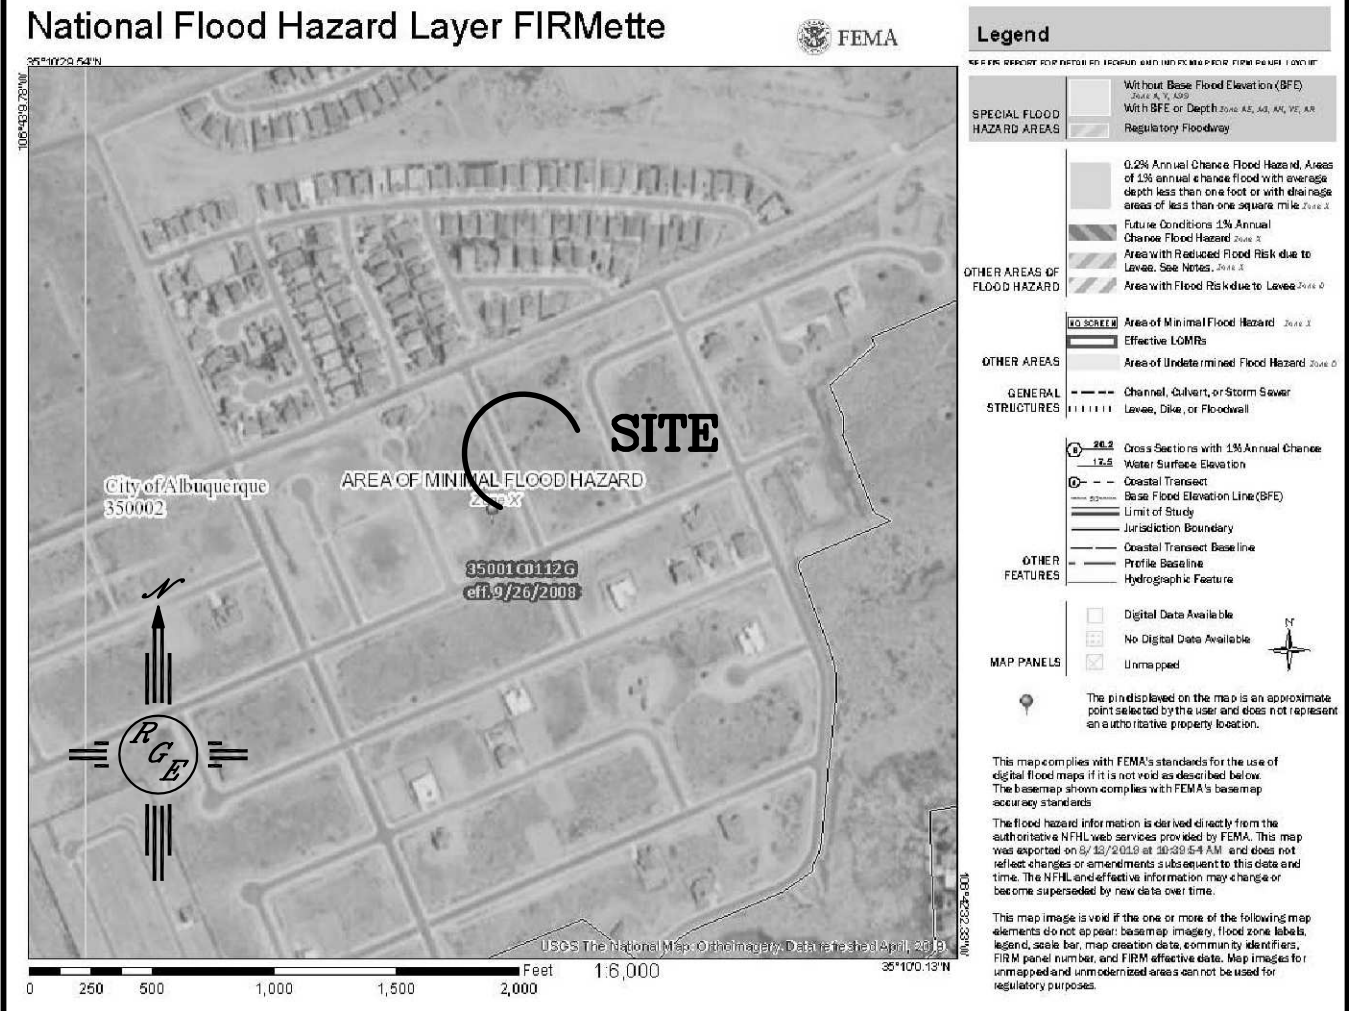 National Flood Hazard Layer FIRMette
FEMA
Legend
35°10'29.54"N
SEE FIS REPORT FOR DETAILED LEGEND AND INDEX MAP FOR FIRM PANEL LAYOUT
106°43'9.78"W
SPECIAL FLOOD
HAZARD AREAS
Without Base Flood Elevation (BFE)
Zone A, V, A99
With BFE or Depth Zone AE, AO, AH, VE, AR
Regulatory Floodway
OTHER AREAS OF
FLOOD HAZARD
0.2% Annual Chance Flood Hazard, Areas
of 1% annual chance flood with average
depth less than one foot or with drainage
areas of less than one square mile Zone X
Future Conditions 1% Annual
Chance Flood Hazard Zone X
Area with Reduced Flood Risk due to
Levee. See Notes. Zone X
Area with Flood Risk due to Levee Zone D
OTHER AREAS
NO SCREEN Area of Minimal Flood Hazard Zone X
Effective LOMRs
Area of Undetermined Flood Hazard Zone D
GENERAL
STRUCTURES
Channel, Culvert, or Storm Sewer
Levee, Dike, or Floodwall
OTHER
FEATURES
B 20.2 Cross Sections with 1% Annual Chance
17.5 Water Surface Elevation
Coastal Transect
Base Flood Elevation Line (BFE)
Limit of Study
Jurisdiction Boundary
Coastal Transect Baseline
Profile Baseline
Hydrographic Feature
MAP PANELS
Digital Data Available
No Digital Data Available
Unmapped
N
The pin displayed on the map is an approximate
point selected by the user and does not represent
an authoritative property location.
This map complies with FEMA's standards for the use of
digital flood maps if it is not void as described below.
The basemap shown complies with FEMA's basemap
accuracy standards
The flood hazard information is derived directly from the
authoritative NFHL web services provided by FEMA. This map
was exported on 8/13/2019 at 10:39:54 AM and does not
reflect changes or amendments subsequent to this date and
time. The NFHL and effective information may change or
become superseded by new data over time.
This map image is void if the one or more of the following map
elements do not appear: basemap imagery, flood zone labels,
legend, scale bar, map creation date, community identifiers,
FIRM panel number, and FIRM effective date. Map images for
unmapped and unmodernized areas cannot be used for
regulatory purposes.
SITE
City of Albuquerque
350002
AREA OF MINIMAL FLOOD HAZARD
Zone X
35001C0112G
eff. 9/26/2008
N
RGE
USGS The National Map: Orthoimagery. Data refreshed April, 2019.
106°42'32.33"W
35°10'0.13"N
Feet 1:6,000
0 250 500 1,000 1,500 2,000